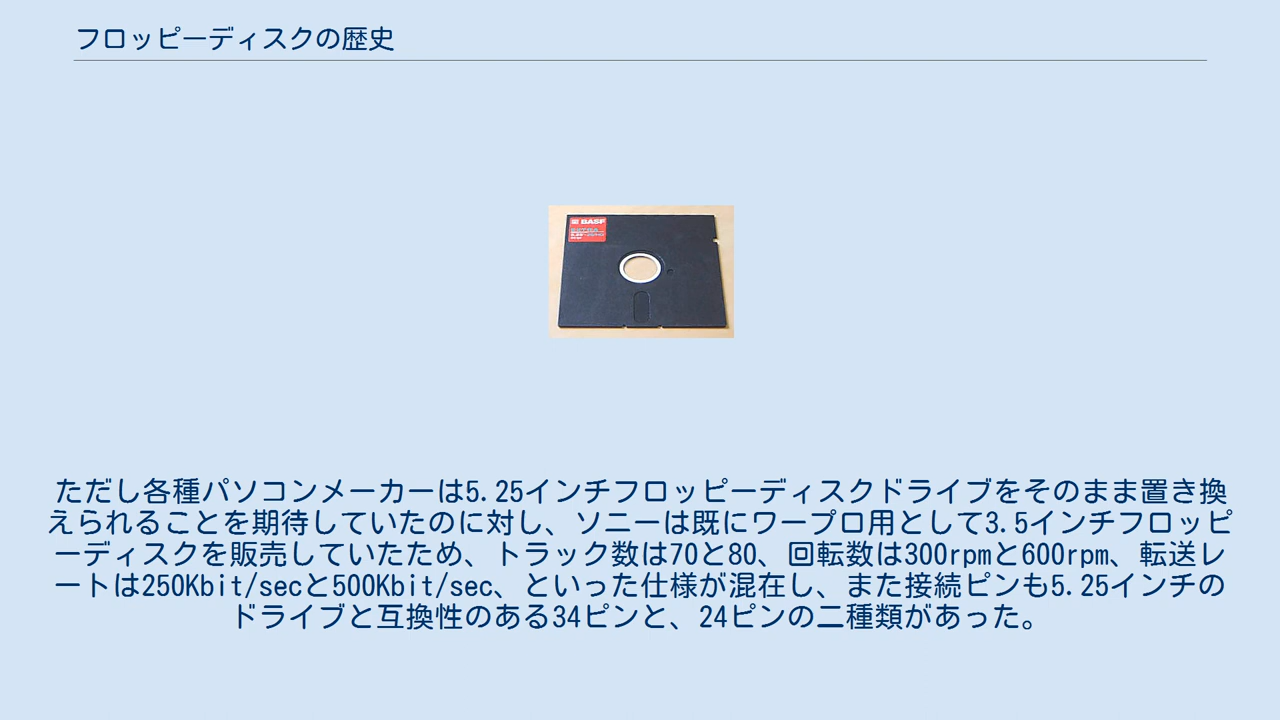 フロッピーディスクの歴史
BASF
ただし各種パソコンメーカーは5.25インチフロッピーディスクドライブをそのまま置き換
えられることを期待していたのに対し、ソニーは既にワープロ用として3.5インチフロッピ
ーディスクを販売していたため、トラック数は70と80、回転数は300rpmと600rpm、転送レ
ートは250Kbit/secと500Kbit/sec、といった仕様が混在し、また接続ピンも5.25インチの
ドライブと互換性のある34ピンと、24ピンの二種類があった。